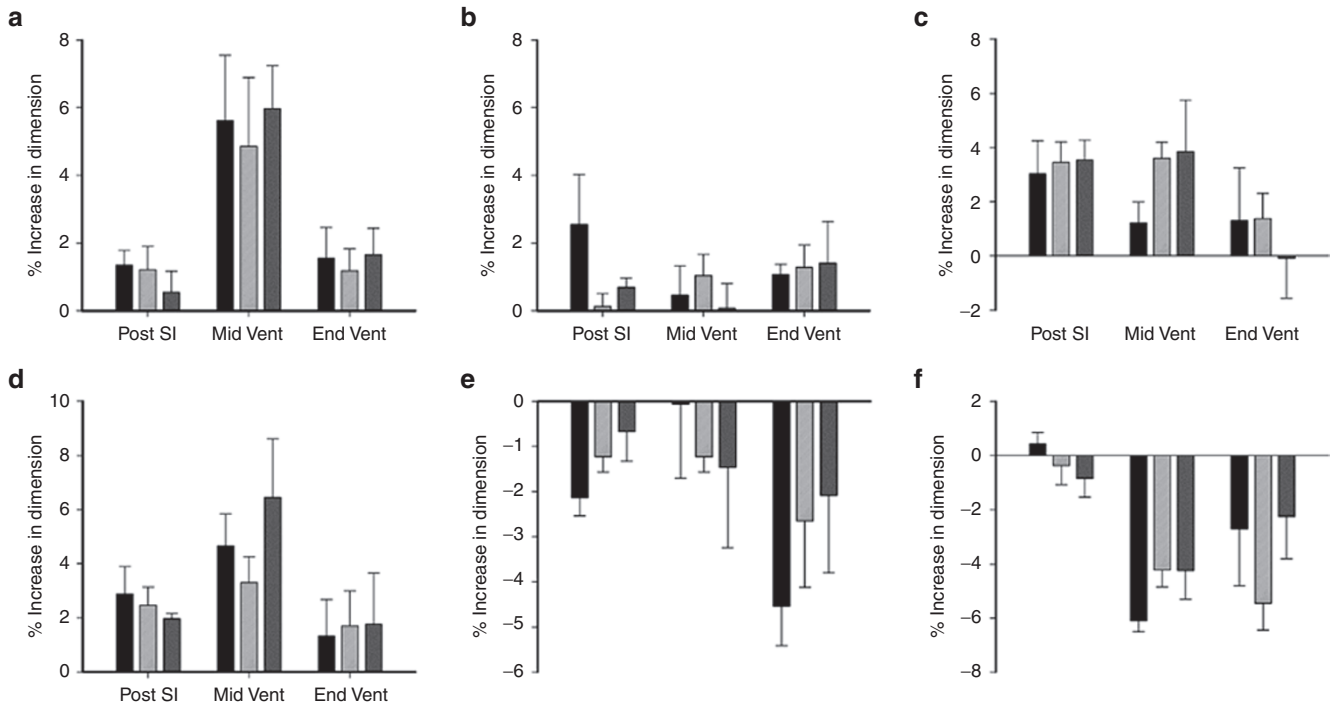 a
% Increase in dimension
8
6
4
2
0
Post SI Mid Vent End Vent
b
% Increase in dimension
8
6
4
2
0
Post SI Mid Vent End Vent
c
% Increase in dimension
8
6
4
2
0
−2
Post SI Mid Vent End Vent
d
% Increase in dimension
10
8
6
4
2
0
Post SI Mid Vent End Vent
e
% Increase in dimension
0
−1
−2
−3
−4
−5
−6
f
% Increase in dimension
2
0
−2
−4
−6
−8